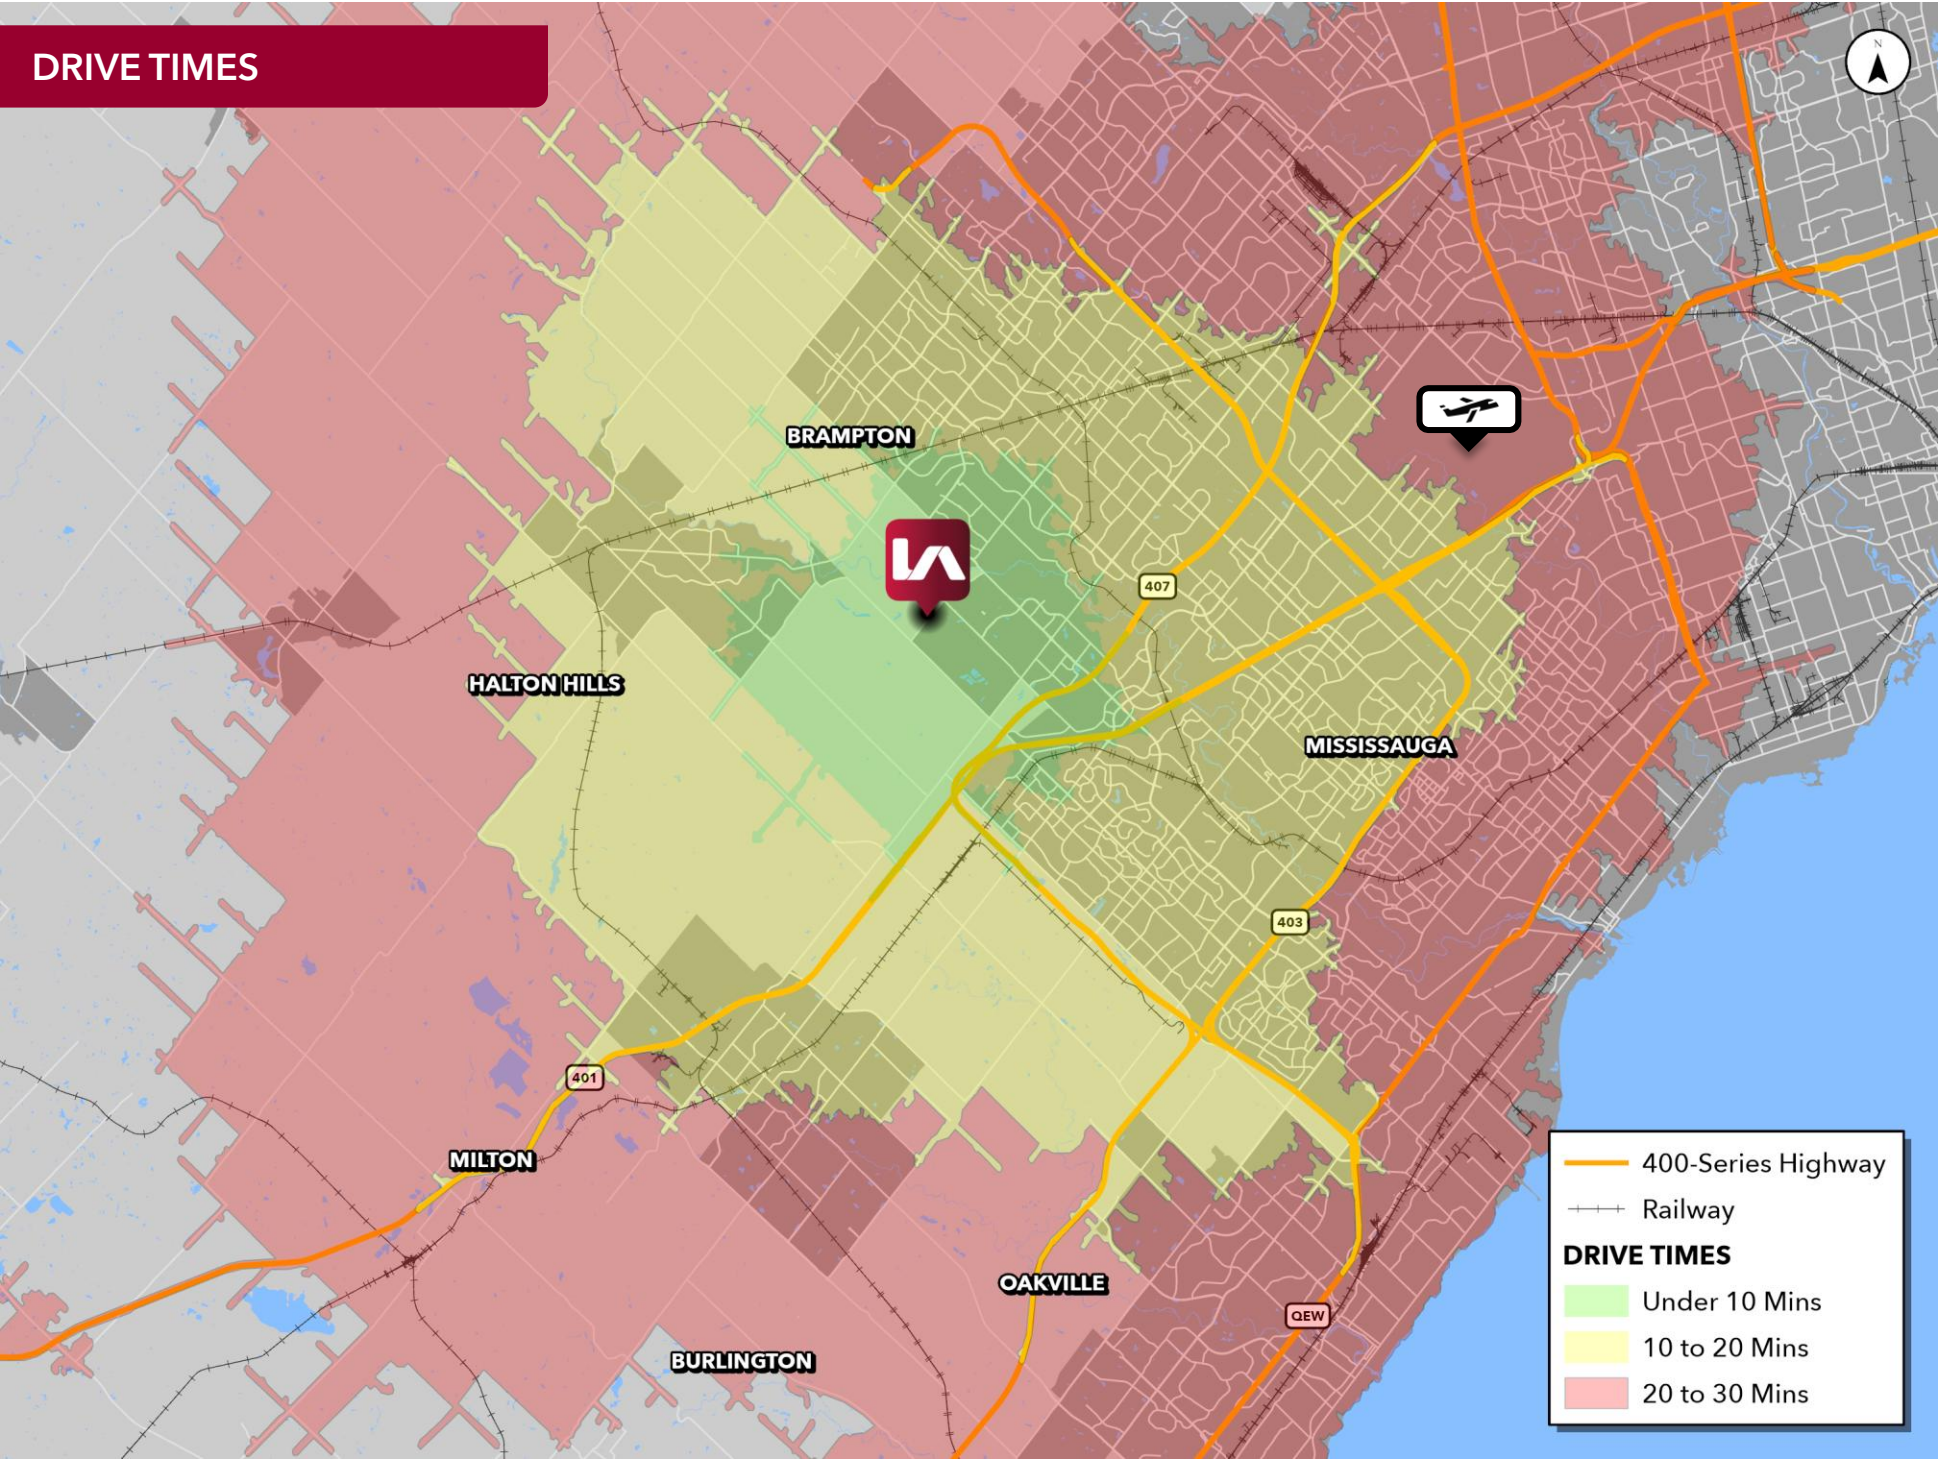 DRIVE TIMES
N
BRAMPTON
407
HALTON HILLS
MISSISSAUGA
403
401
MILTON
OAKVILLE
QEW
BURLINGTON
400-Series Highway
Railway
DRIVE TIMES
Under 10 Mins
10 to 20 Mins
20 to 30 Mins